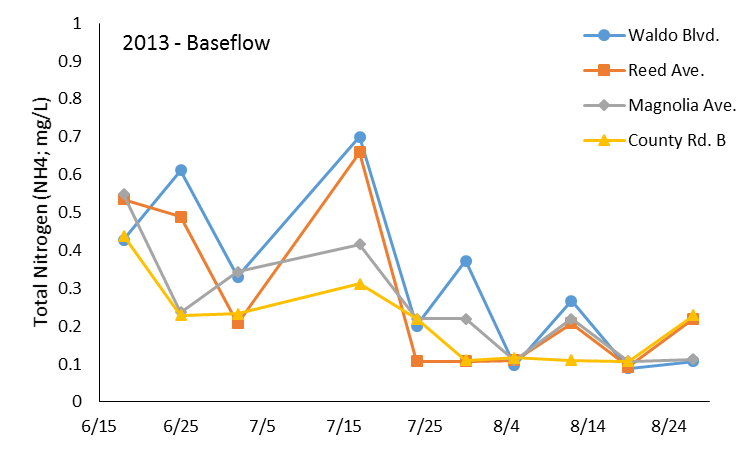 2013 - Baseflow
Waldo Blvd.
Reed Ave.
Magnolia Ave.
County Rd. B
Total Nitrogen (NH4; mg/L)
1
0.9
0.8
0.7
0.6
0.5
0.4
0.3
0.2
0.1
0
6/15 6/25 7/5 7/15 7/25 8/4 8/14 8/24